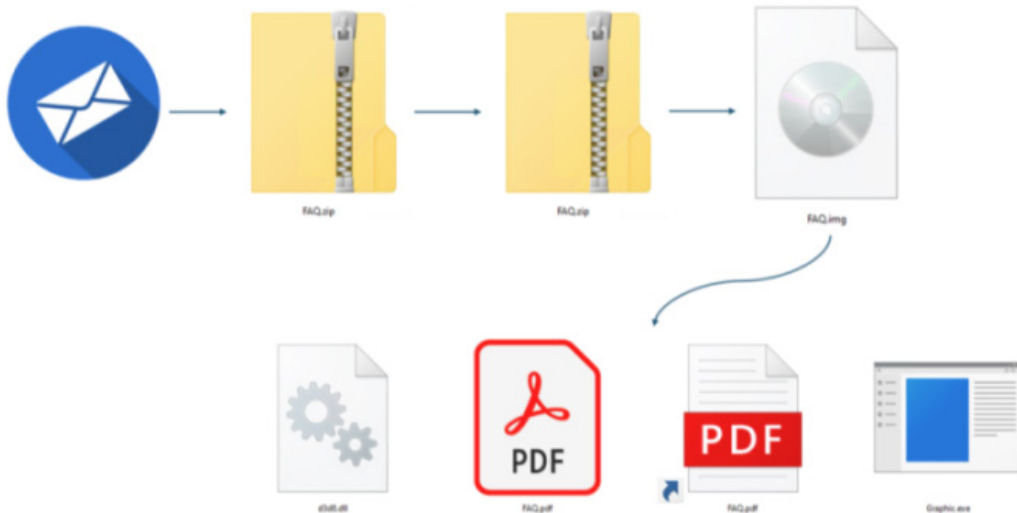 FAQ.zip
FAQ.zip
FAQ.img
PDF
PDF
d3d8.dll
FAQ.pdf
FAQ.pdf
Graphic.exe